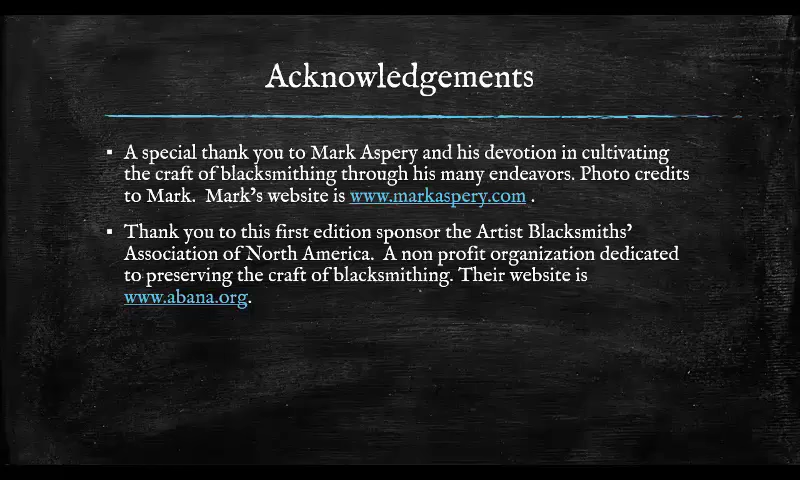 Acknowledgements
▪ A special thank you to Mark Aspery and his devotion in cultivating
the craft of blacksmithing through his many endeavors. Photo credits
to Mark.  Mark's website is www.markaspery.com .
▪ Thank you to this first edition sponsor the Artist Blacksmiths'
Association of North America.  A non profit organization dedicated
to preserving the craft of blacksmithing. Their website is
www.abana.org.